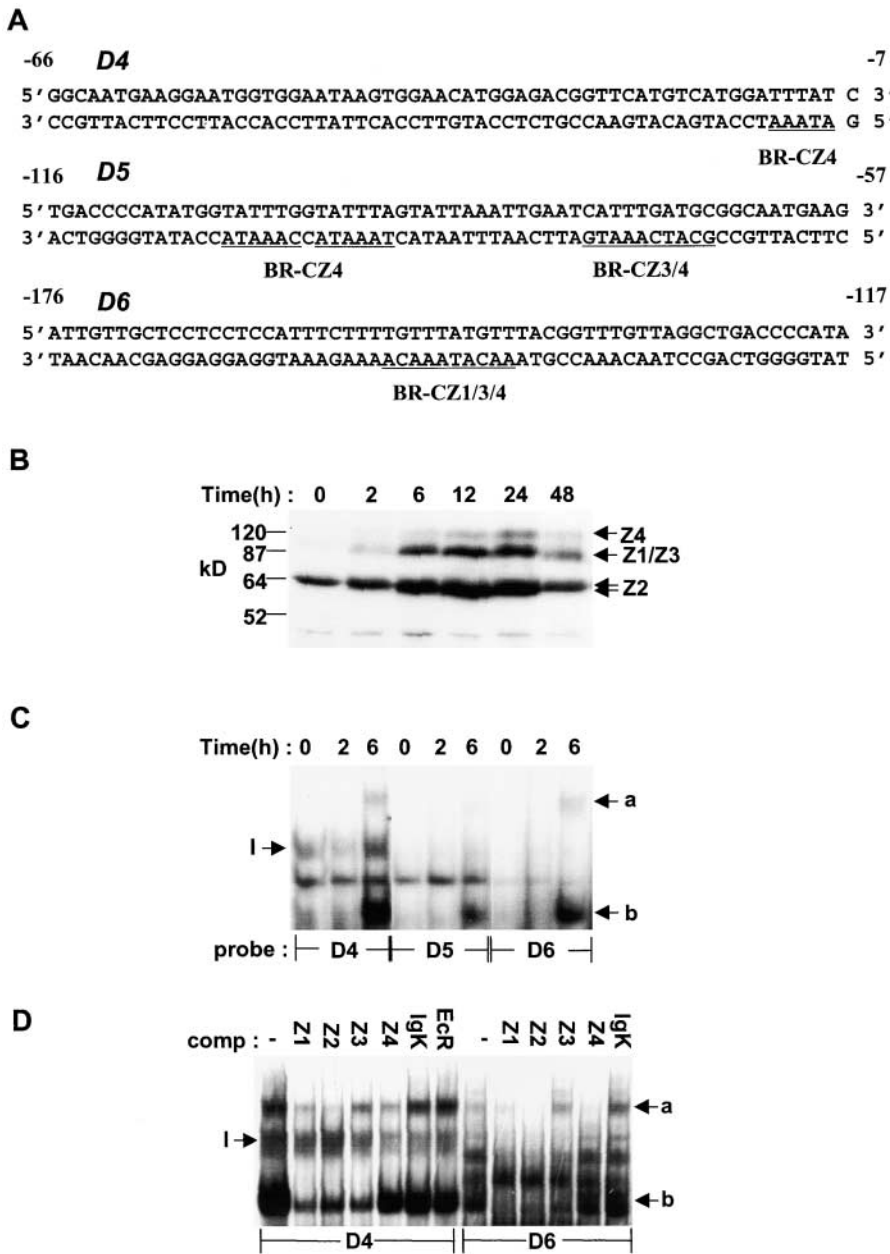 A
-66 D4 -7
5'GGCAATGAAGGAATGGTGGAATAAGTGGAACATGGAGACGGTTCATGTCATGGATTTAT C 3'
3'CCGTTACTTCCTTACCACCTTATTCACCTTGTACCTCTGCCAAGTACAGTACCTAAATA G 5'
BR-CZ4
-116 D5 -57
5'TGACCCCATATGGTATTTGGTATTTAGTATTAAATTGAATCATTTGATGCGGCAATGAAG 3'
3'ACTGGGGTATACCATAAACCATAAATCATAATTTAACTTAGTAAACTACGCCGTTACTTC 5'
BR-CZ4 BR-CZ3/4
-176 D6 -117
5'ATTGTTGCTCCTCCTCCATTTCTTTTGTTTATGTTTACGGTTTGTTAGGCTGACCCCATA 3'
3'TAACAACGAGGAGGAGGTAAAGAAAACAAATACAAATGCCAAACAATCCGACTGGGGTAT 5'
BR-CZ1/3/4
B
Time(h) : 0 2 6 12 24 48
120 Z4
87 Z1/Z3
kD
64 Z2
52
C
Time(h) : 0 2 6 0 2 6 0 2 6
a
I
b
probe : D4 D5 D6
D
comp : - Z1 Z2 Z3 Z4 IgK EcR - Z1 Z2 Z3 Z4 IgK
a
I
b
D4 D6